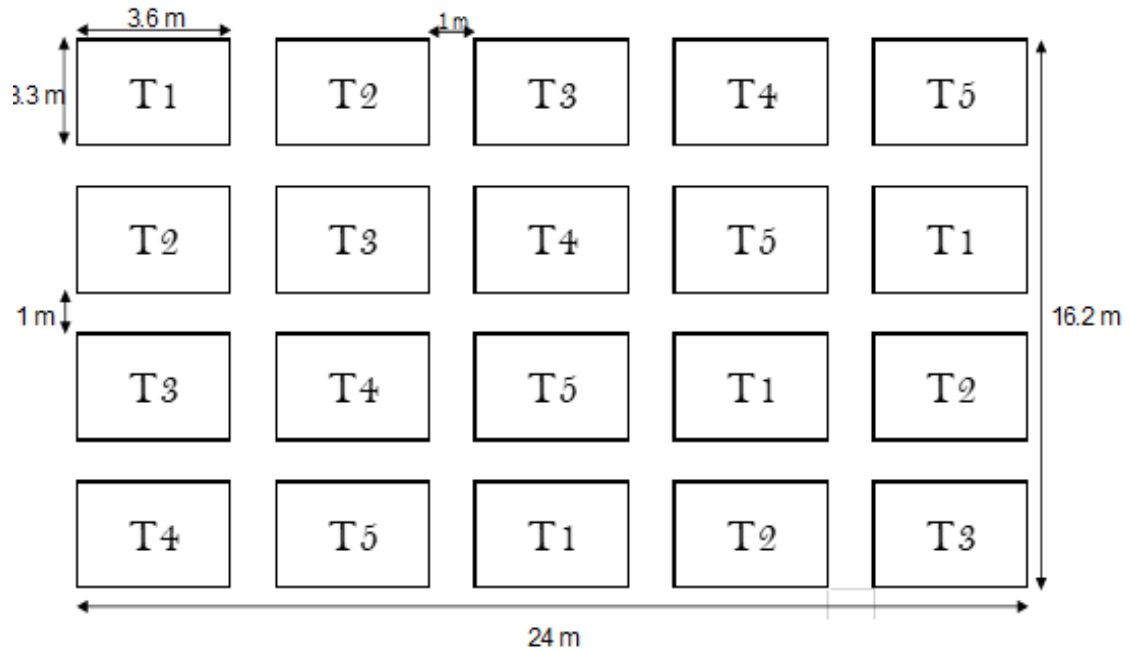 3.6 m
1 m
3.3 m
T1 T2 T3 T4 T5
T2 T3 T4 T5 T1
1 m
16.2 m
T3 T4 T5 T1 T2
T4 T5 T1 T2 T3
24 m